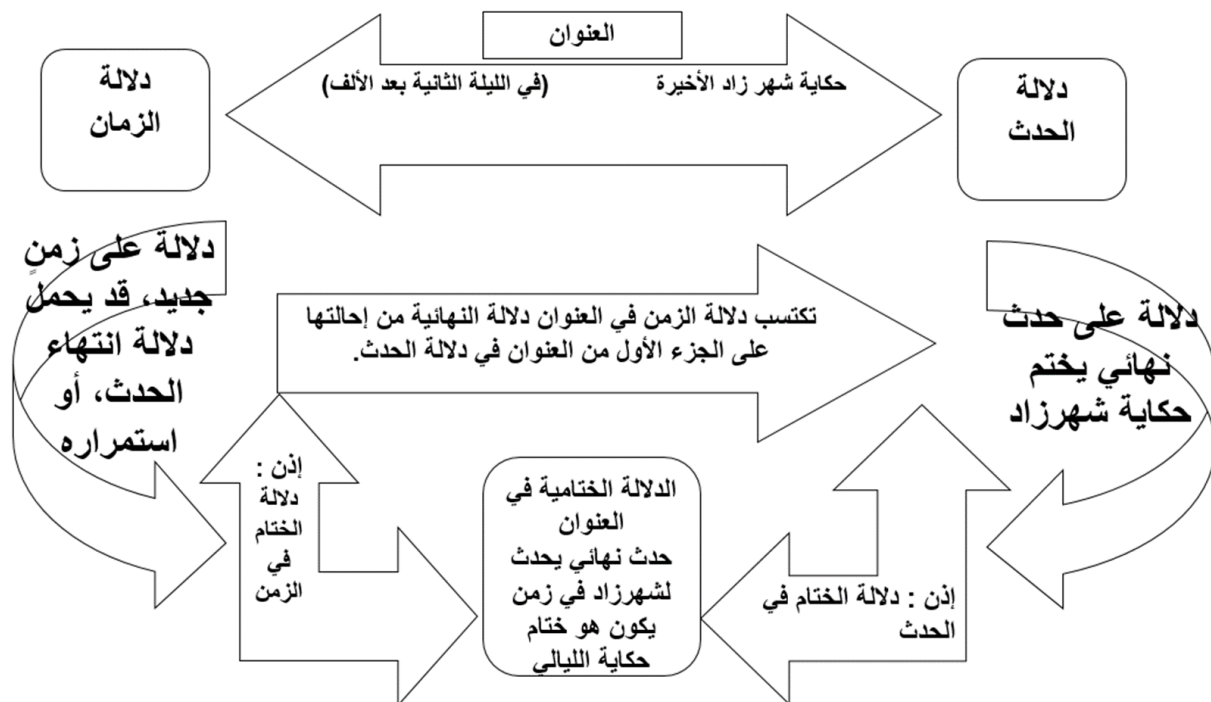 العنوان
حكاية شهر زاد الأخيرة (في الليلة الثانية بعد الألف)
دلالة
الحدث
دلالة
الزمان
دلالة على حدث
نهائي يختم
حكاية شهرزاد
تكتسب دلالة الزمن في العنوان دلالة النهائية من إحالتها
على الجزء الأول من العنوان في دلالة الحدث.
دلالة على زمنٍ
جديد، قد يحمل
دلالة انتهاء
الحدث، أو
استمراره
إذن : دلالة الختام في
الحدث
الدلالة الختامية في
العنوان
حدث نهائي يحدث
لشهرزاد في زمن
يكون هو ختام
حكاية الليالي
إذن :
دلالة
الختام
في
الزمن